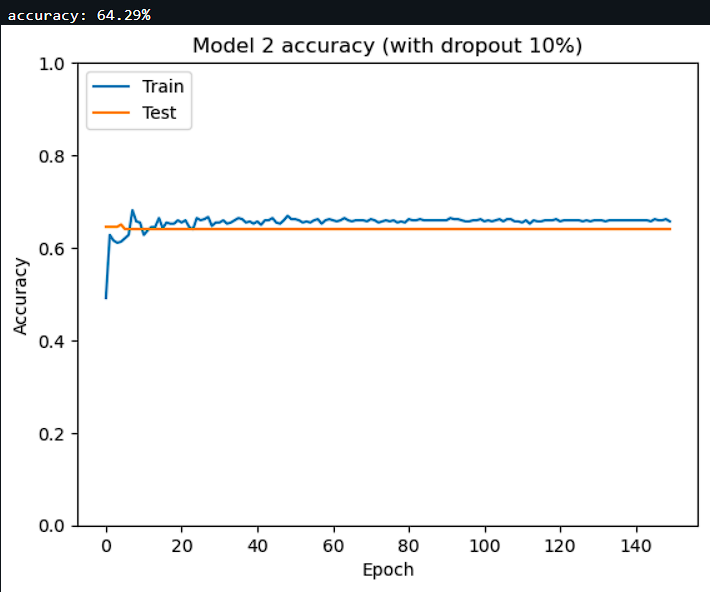 accuracy: 64.29%
Model 2 accuracy (with dropout 10%)
1.0
Train
Test
0.8
0.6
Accuracy
0.4
0.2
0.0
0 20 40 60 80 100 120 140
Epoch